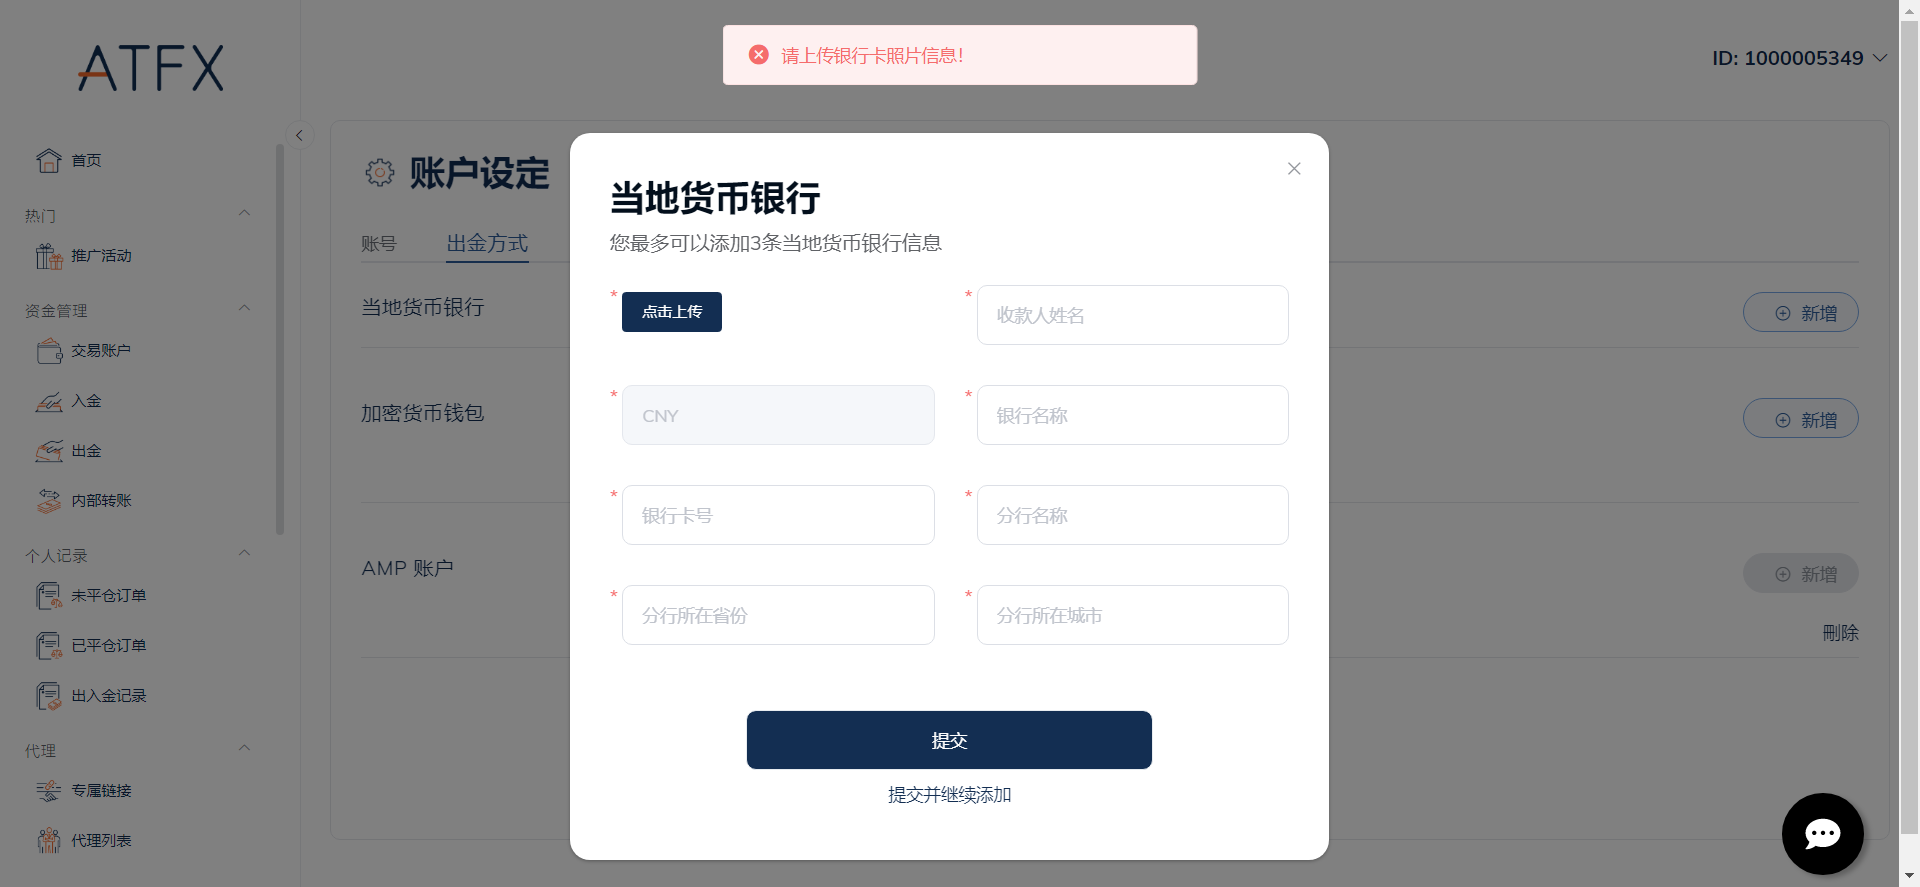 ATFX
请上传银行卡照片信息!
ID: 1000005349
首页
热门
推广活动
资金管理
交易账户
入金
出金
内部转账
个人记录
未平仓订单
已平仓订单
出入金记录
代理
专属链接
代理列表
账户设定
账号
出金方式
当地货币银行
新增
加密货币钱包
新增
AMP 账户
新增
刪除
当地货币银行
您最多可以添加3条当地货币银行信息
* 点击上传
* 收款人姓名
* CNY
* 银行名称
* 银行卡号
* 分行名称
* 分行所在省份
* 分行所在城市
提交
提交并继续添加